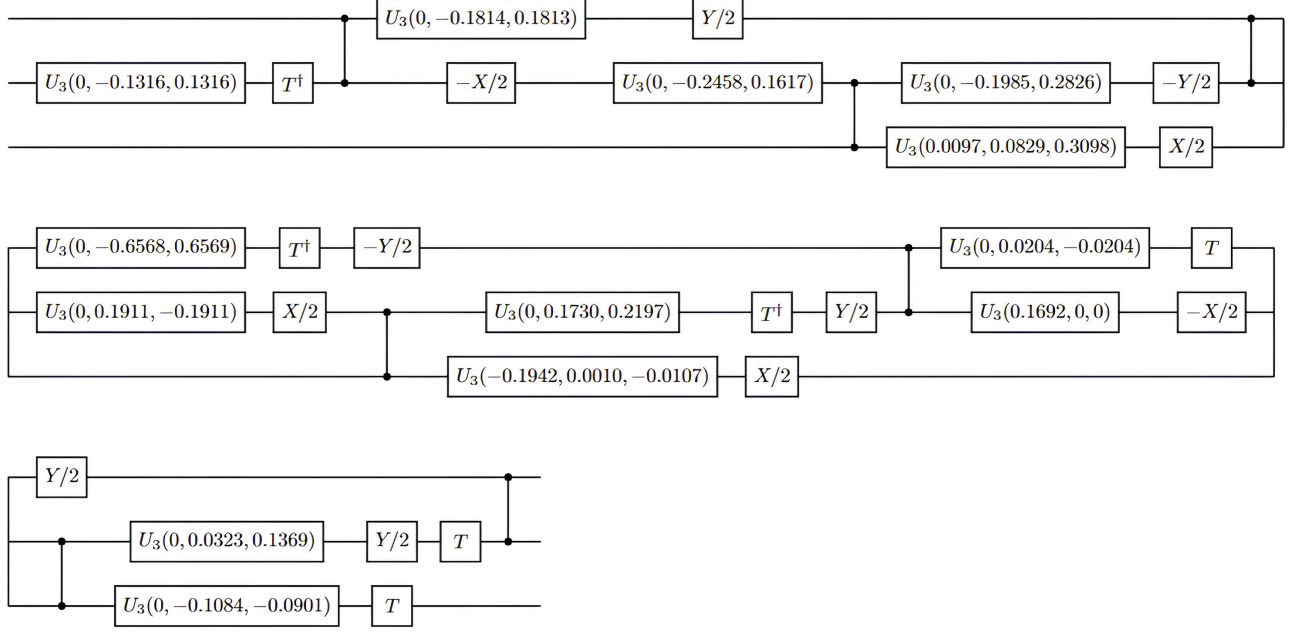 U₃(0, −0.1814, 0.1813) Y/2
U₃(0, −0.1316, 0.1316) T† −X/2 U₃(0, −0.2458, 0.1617) U₃(0, −0.1985, 0.2826) −Y/2
U₃(0.0097, 0.0829, 0.3098) X/2
U₃(0, −0.6568, 0.6569) T† −Y/2 U₃(0, 0.0204, −0.0204) T
U₃(0, 0.1911, −0.1911) X/2 U₃(0, 0.1730, 0.2197) T† Y/2 U₃(0.1692, 0, 0) −X/2
U₃(−0.1942, 0.0010, −0.0107) X/2
Y/2
U₃(0, 0.0323, 0.1369) Y/2 T
U₃(0, −0.1084, −0.0901) T